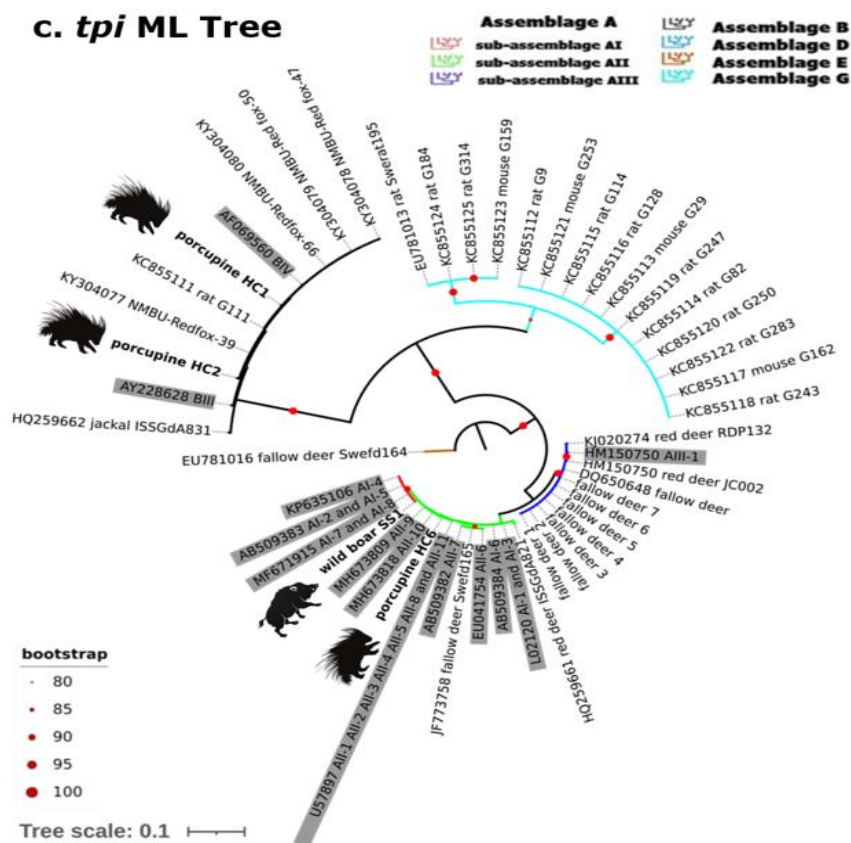 c. tpi ML Tree
Assemblage A
sub-assemblage AI
sub-assemblage AII
sub-assemblage AIII
Assemblage B
Assemblage D
Assemblage E
Assemblage G
KY304078 NMBU-Red fox-47
KY304079 NMBU-Red fox-50
KY304080 NMBU-Redfox-66
AF069560 BIV
porcupine HC1
KC855111 rat G111
KY304077 NMBU-Redfox-39
porcupine HC2
AY228628 BIII
HQ259662 jackal ISSGdA831
EU781013 rat Swerat195
KC855124 rat G184
KC855125 rat G314
KC855123 mouse G159
KC855112 rat G9
KC855121 mouse G253
KC855115 rat G114
KC855116 rat G128
KC855113 mouse G29
KC855119 rat G247
KC855114 rat G82
KC855120 rat G250
KC855122 rat G283
KC855117 mouse G162
KC855118 rat G243
EU781016 fallow deer Swefd164
KJ020274 red deer RDP132
HM150750 AIII-1
HM150750 red deer JC002
DQ650648 fallow deer
fallow deer 7
fallow deer 6
fallow deer 5
fallow deer 4
fallow deer 3
fallow deer 2
fallow deer 1
HQ259661 red deer ISSGdA821
L02120 AI-1 and AI-3
AB509384 AI-6
EU041754 AII-6
JF773758 fallow deer Swefd165
AB509382 AII-7
U57897 AII-1 AII-2 AII-3 AII-4 AII-5 AII-8 and AII-11
porcupine HC6
MH673818 AII-10
MH673809 AII-9
wild boar SS1
MF671915 AI-7 and AI-8
AB509383 AI-2 and AI-5
KP635106 AI-4
bootstrap
80
85
90
95
100
Tree scale: 0.1